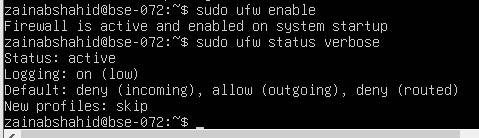 zainabshahid@bse-072:~$ sudo ufw enable
Firewall is active and enabled on system startup
zainabshahid@bse-072:~$ sudo ufw status verbose
Status: active
Logging: on (low)
Default: deny (incoming), allow (outgoing), deny (routed)
New profiles: skip
zainabshahid@bse-072:~$ _